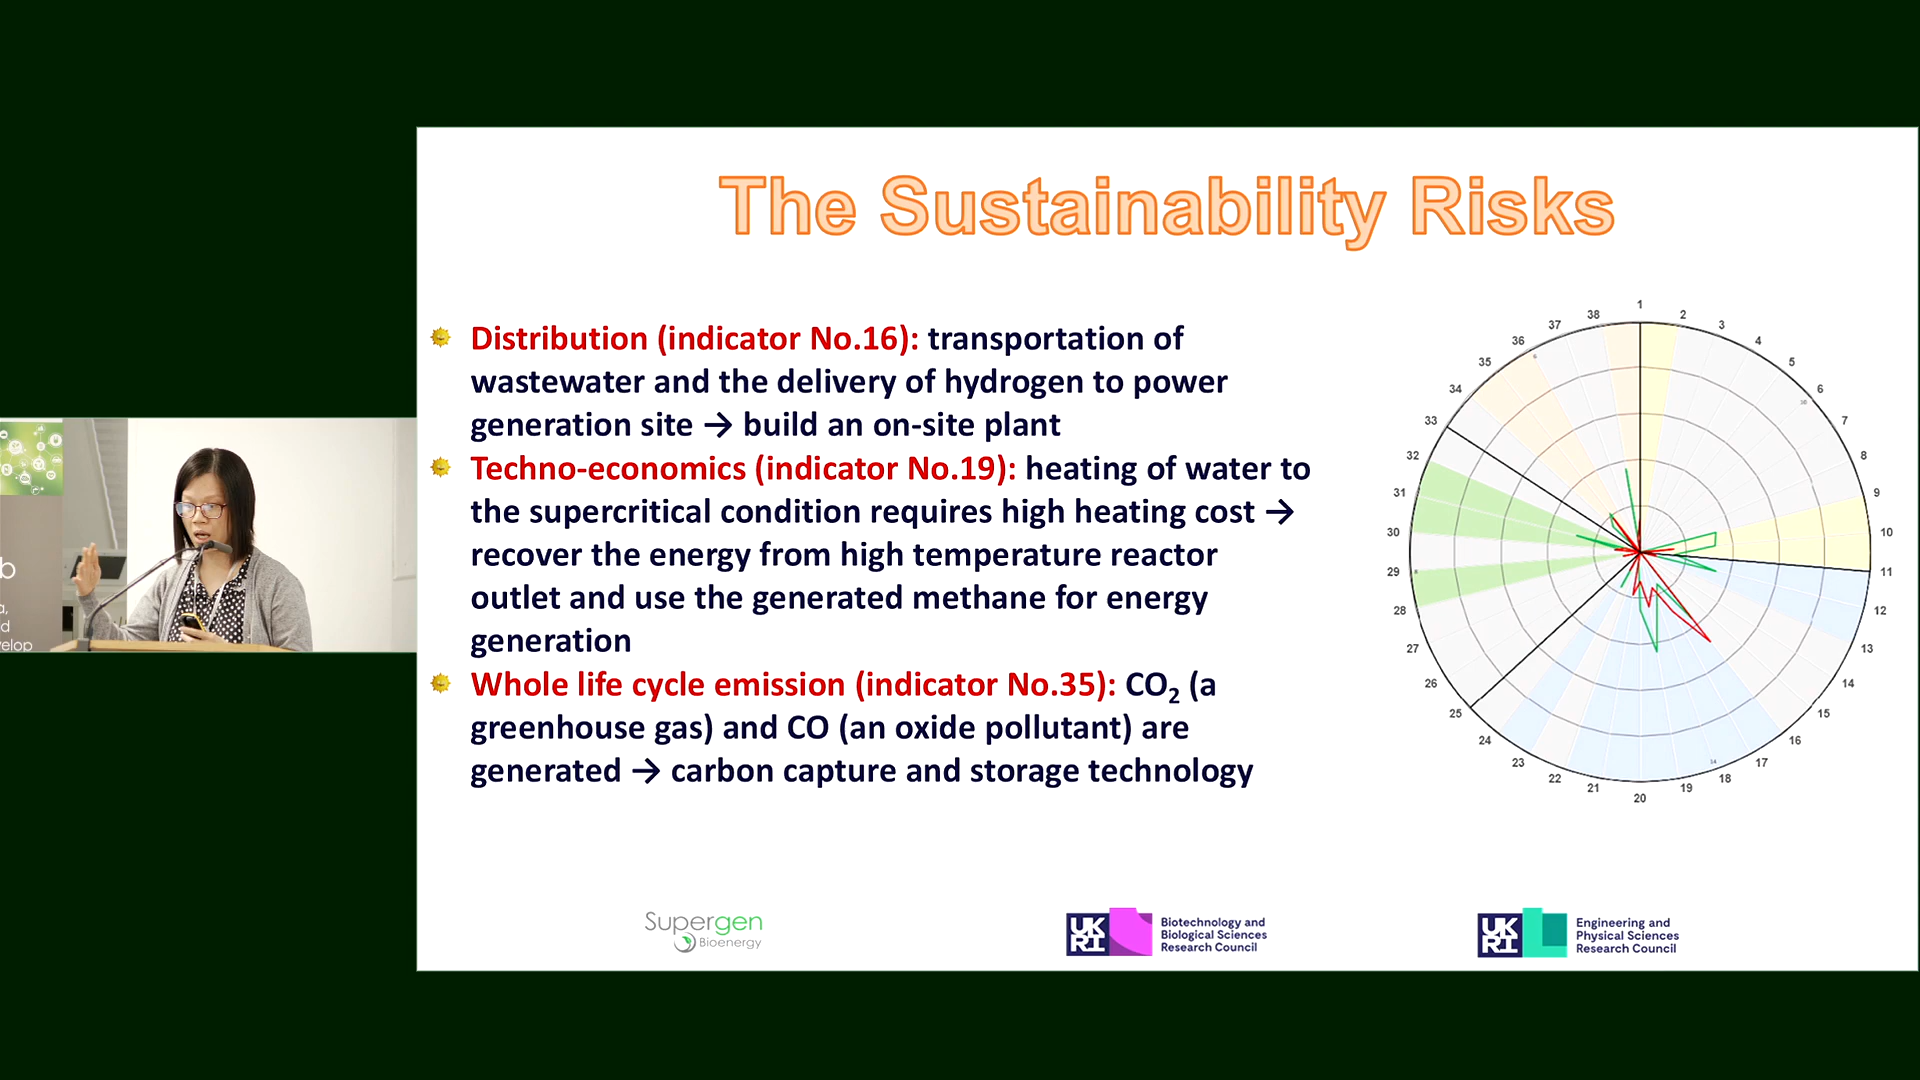 The Sustainability Risks
Distribution (indicator No.16): transportation of
wastewater and the delivery of hydrogen to power
generation site → build an on-site plant
Techno-economics (indicator No.19): heating of water to
the supercritical condition requires high heating cost →
recover the energy from high temperature reactor
outlet and use the generated methane for energy
generation
Whole life cycle emission (indicator No.35): CO₂ (a
greenhouse gas) and CO (an oxide pollutant) are
generated → carbon capture and storage technology
1
2
3
4
5
6
7
8
9
10
11
12
13
14
15
16
17
18
19
20
21
22
23
24
25
26
27
28
29
30
31
32
33
34
35
36
37
38
b
a,
d
velop
Supergen
Bioenergy
UK
RI
Biotechnology and
Biological Sciences
Research Council
UK
RI
Engineering and
Physical Sciences
Research Council